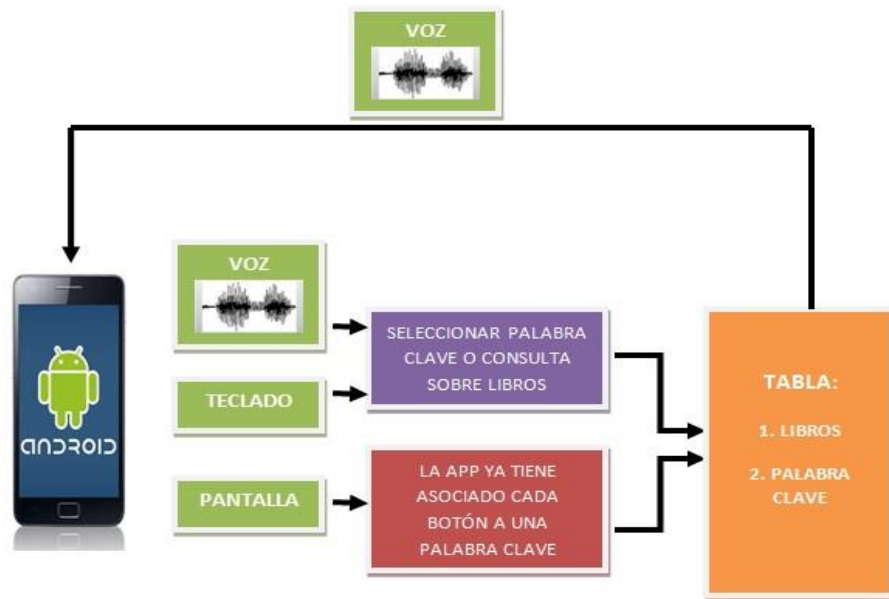 VOZ
VOZ
SELECCIONAR PALABRA
CLAVE O CONSULTA
SOBRE LIBROS
TECLADO
PANTALLA
LA APP YA TIENE
ASOCIADO CADA
BOTÓN A UNA
PALABRA CLAVE
TABLA:
1. LIBROS
2. PALABRA
CLAVE
ANDROID